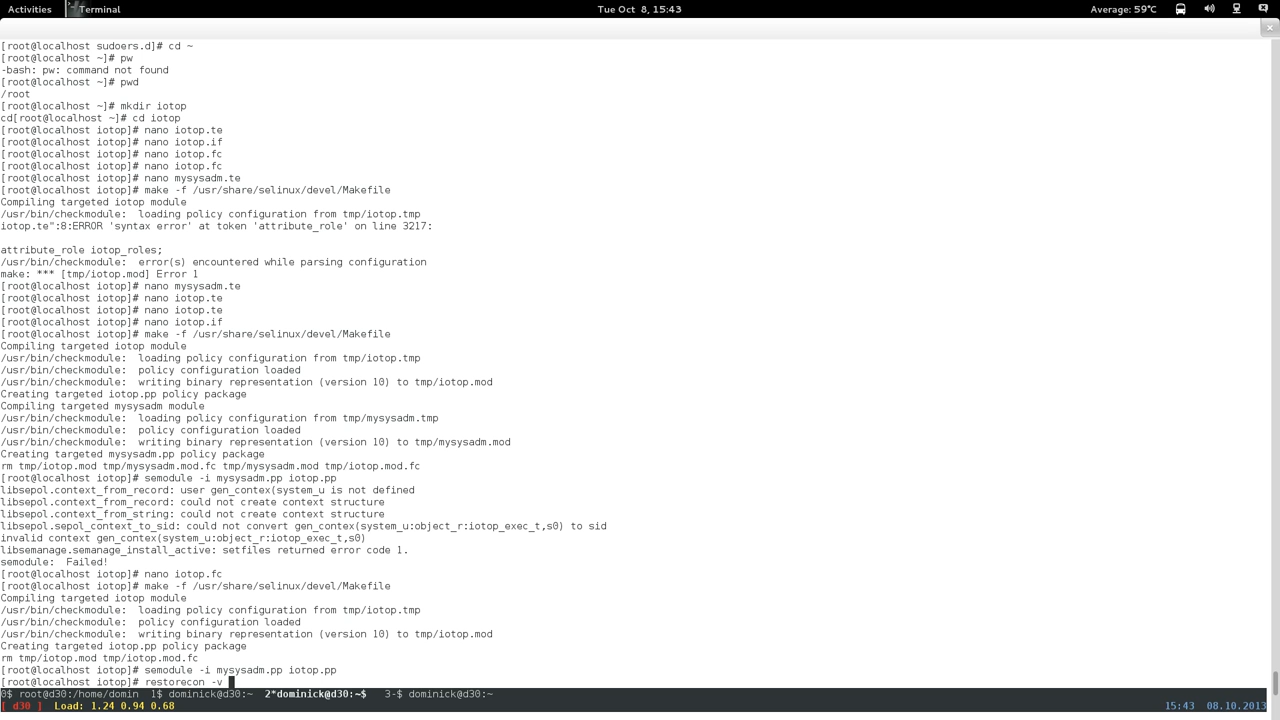 Activities Terminal Tue Oct 8, 15:43 Average: 59°C
[root@localhost sudoers.d]# cd ~
[root@localhost ~]# pw
-bash: pw: command not found
[root@localhost ~]# pwd
/root
[root@localhost ~]# mkdir iotop
cd[root@localhost ~]# cd iotop
[root@localhost iotop]# nano iotop.te
[root@localhost iotop]# nano iotop.if
[root@localhost iotop]# nano iotop.fc
[root@localhost iotop]# nano iotop.fc
[root@localhost iotop]# nano mysysadm.te
[root@localhost iotop]# make -f /usr/share/selinux/devel/Makefile
Compiling targeted iotop module
/usr/bin/checkmodule:  loading policy configuration from tmp/iotop.tmp
iotop.te":8:ERROR 'syntax error' at token 'attribute_role' on line 3217:
attribute_role iotop_roles;
/usr/bin/checkmodule:  error(s) encountered while parsing configuration
make: *** [tmp/iotop.mod] Error 1
[root@localhost iotop]# nano mysysadm.te
[root@localhost iotop]# nano iotop.te
[root@localhost iotop]# nano iotop.te
[root@localhost iotop]# nano iotop.if
[root@localhost iotop]# make -f /usr/share/selinux/devel/Makefile
Compiling targeted iotop module
/usr/bin/checkmodule:  loading policy configuration from tmp/iotop.tmp
/usr/bin/checkmodule:  policy configuration loaded
/usr/bin/checkmodule:  writing binary representation (version 10) to tmp/iotop.mod
Creating targeted iotop.pp policy package
Compiling targeted mysysadm module
/usr/bin/checkmodule:  loading policy configuration from tmp/mysysadm.tmp
/usr/bin/checkmodule:  policy configuration loaded
/usr/bin/checkmodule:  writing binary representation (version 10) to tmp/mysysadm.mod
Creating targeted mysysadm.pp policy package
rm tmp/iotop.mod tmp/mysysadm.mod.fc tmp/mysysadm.mod tmp/iotop.mod.fc
[root@localhost iotop]# semodule -i mysysadm.pp iotop.pp
libsepol.context_from_record: user gen_contex(system_u is not defined
libsepol.context_from_record: could not create context structure
libsepol.context_from_string: could not create context structure
libsepol.sepol_context_to_sid: could not convert gen_contex(system_u:object_r:iotop_exec_t,s0) to sid
invalid context gen_contex(system_u:object_r:iotop_exec_t,s0)
libsemanage.semanage_install_active: setfiles returned error code 1.
semodule:  Failed!
[root@localhost iotop]# nano iotop.fc
[root@localhost iotop]# make -f /usr/share/selinux/devel/Makefile
Compiling targeted iotop module
/usr/bin/checkmodule:  loading policy configuration from tmp/iotop.tmp
/usr/bin/checkmodule:  policy configuration loaded
/usr/bin/checkmodule:  writing binary representation (version 10) to tmp/iotop.mod
Creating targeted iotop.pp policy package
rm tmp/iotop.mod tmp/iotop.mod.fc
[root@localhost iotop]# semodule -i mysysadm.pp iotop.pp
[root@localhost iotop]# restorecon -v
0$ root@d30:/home/domin  1$ dominick@d30:~  2*dominick@d30:~$   3-$ dominick@d30:~
[ d30 ]  Load: 1.24 0.94 0.68 15:43  08.10.2013